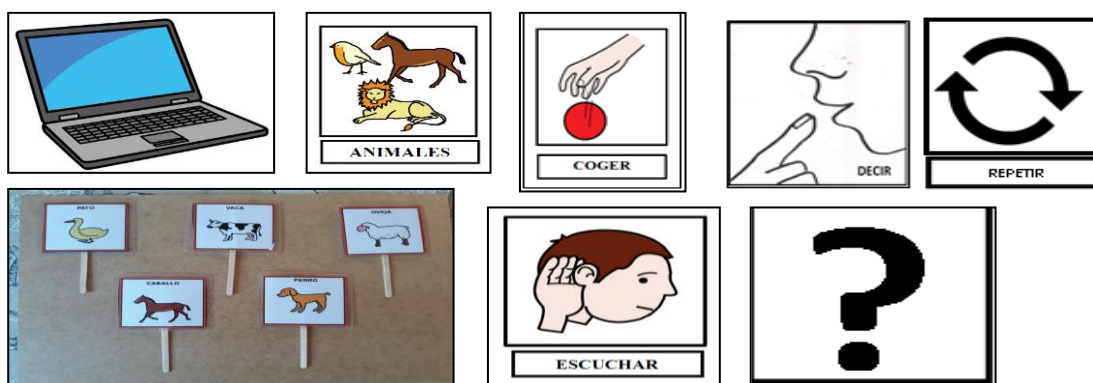 ANIMALES
COGER
DECIR
REPETIR
PATO
VACA
OVEJA
CABALLO
PERRO
ESCUCHAR
?